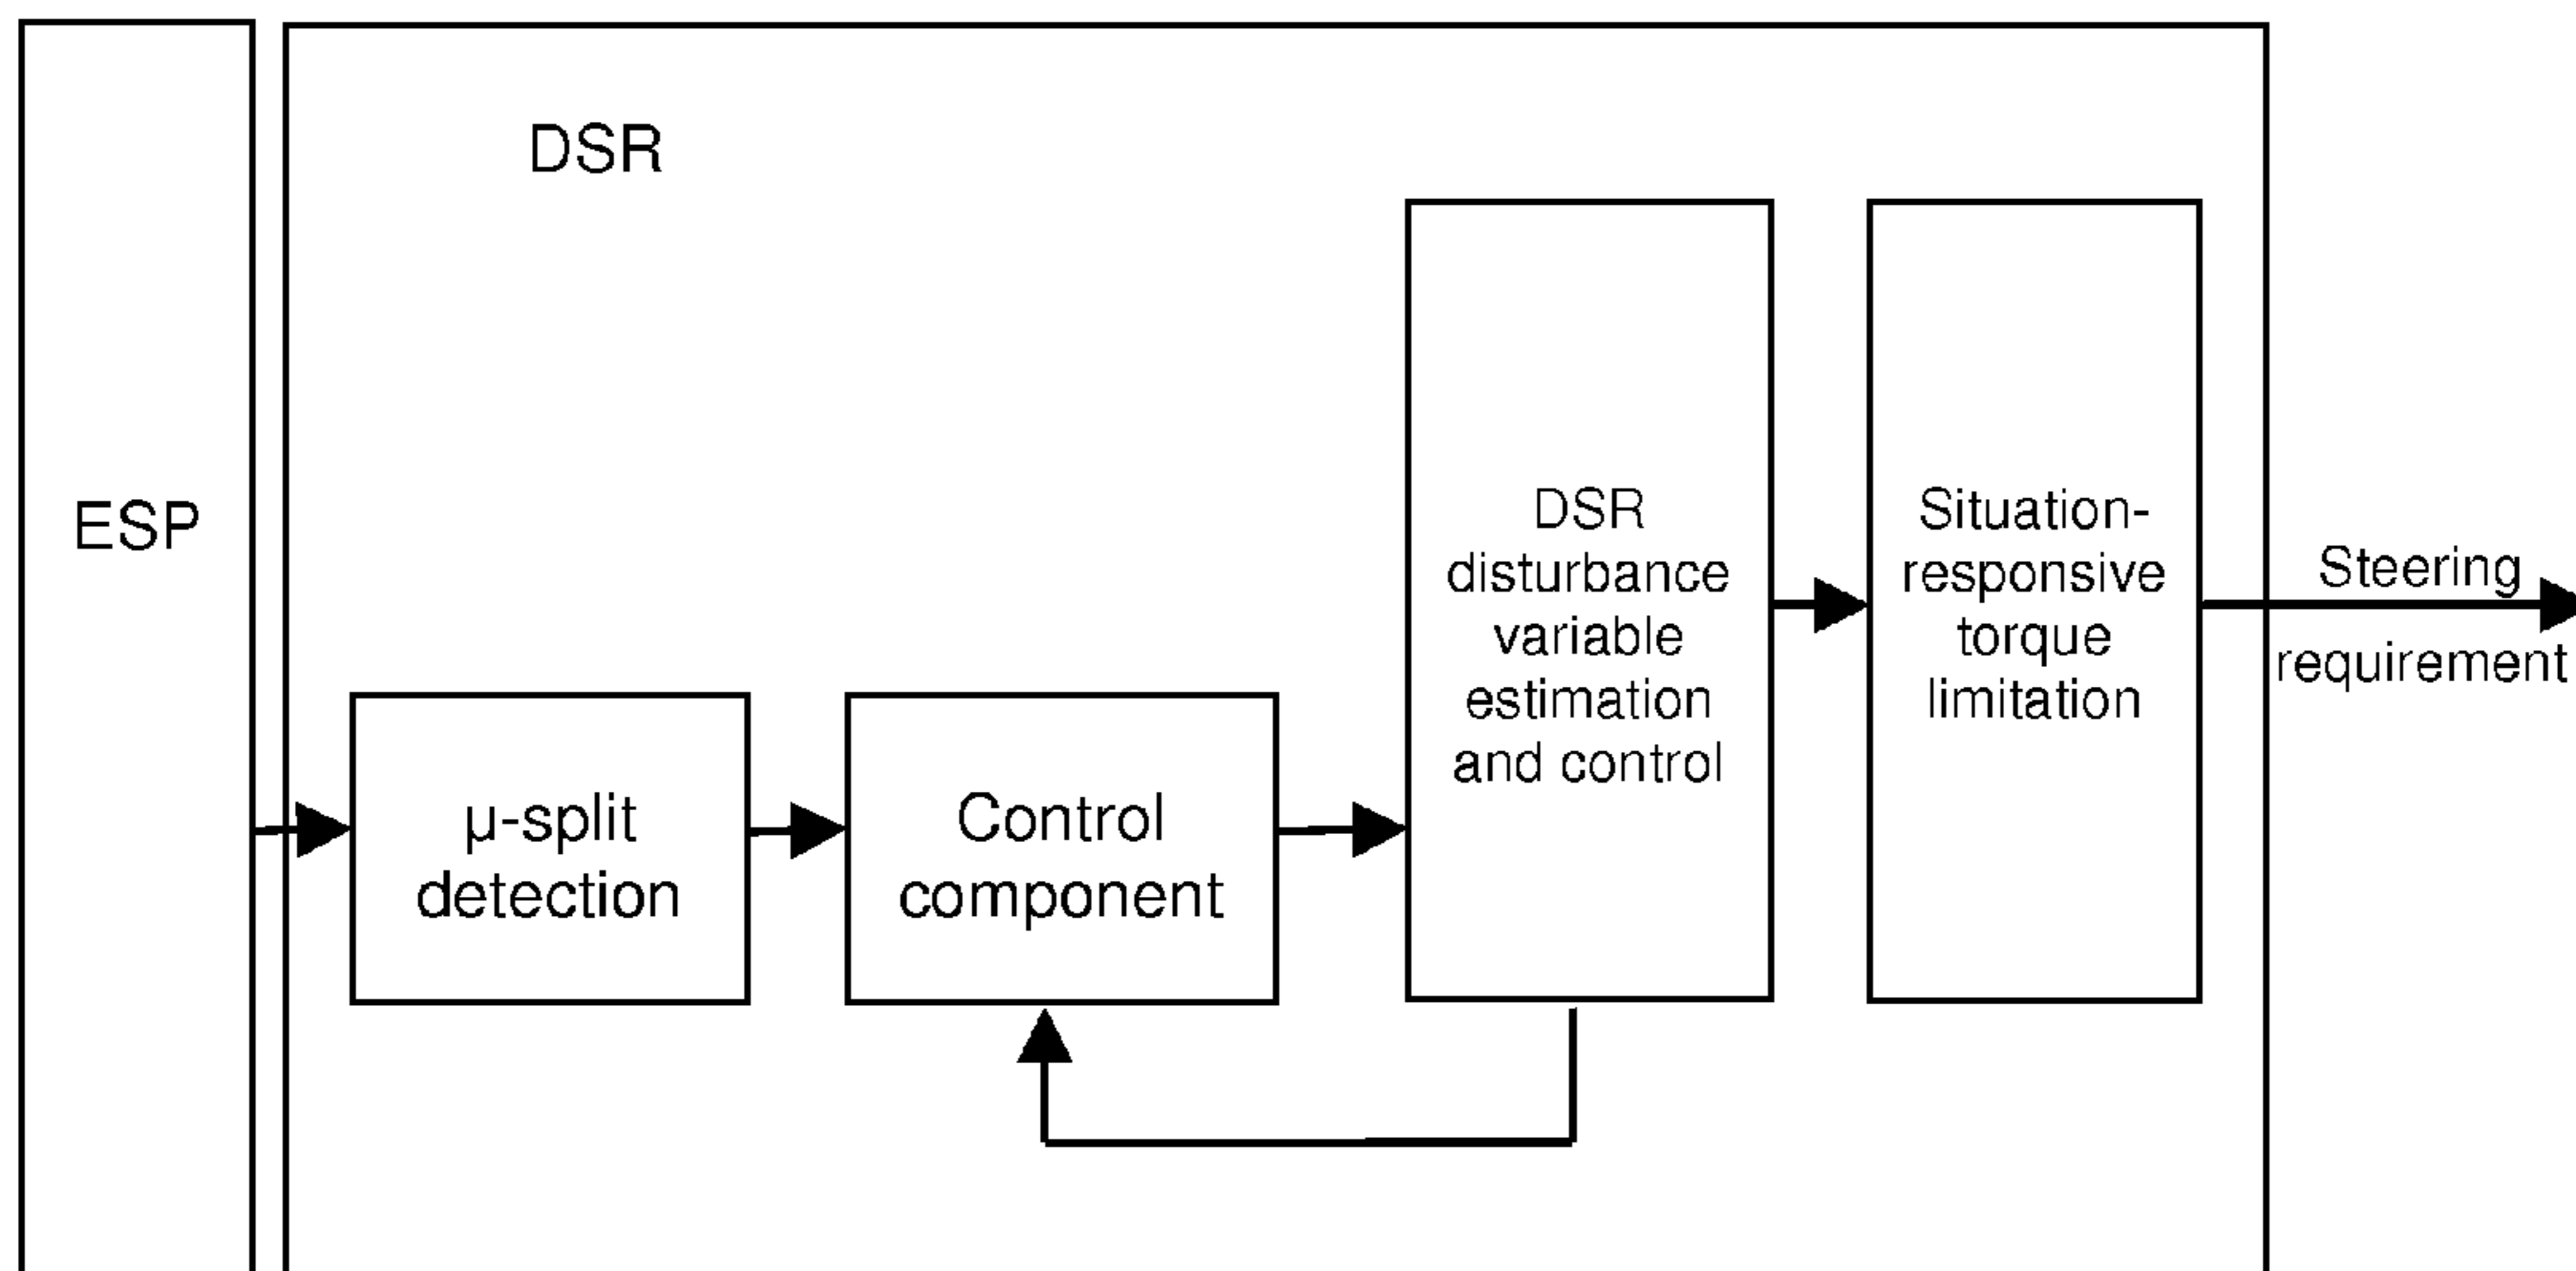 ESP
DSR
µ-split
detection
Control
component
DSR
disturbance
variable
estimation
and control
Situation-
responsive
torque
limitation
Steering
requirement